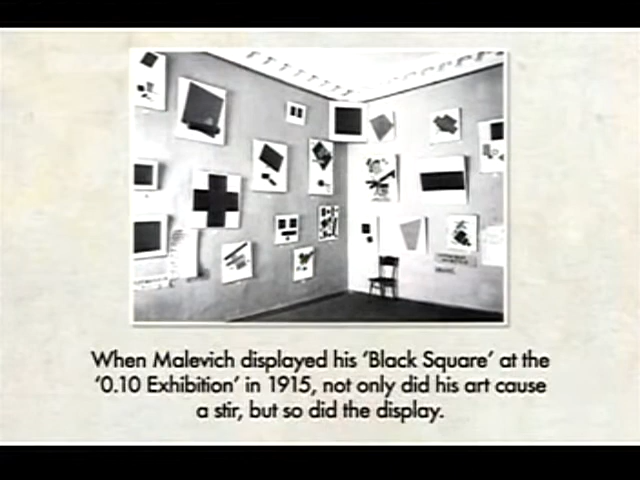 When Malevich displayed his ‘Black Square’ at the
‘0.10 Exhibition’ in 1915, not only did his art cause
a stir, but so did the display.